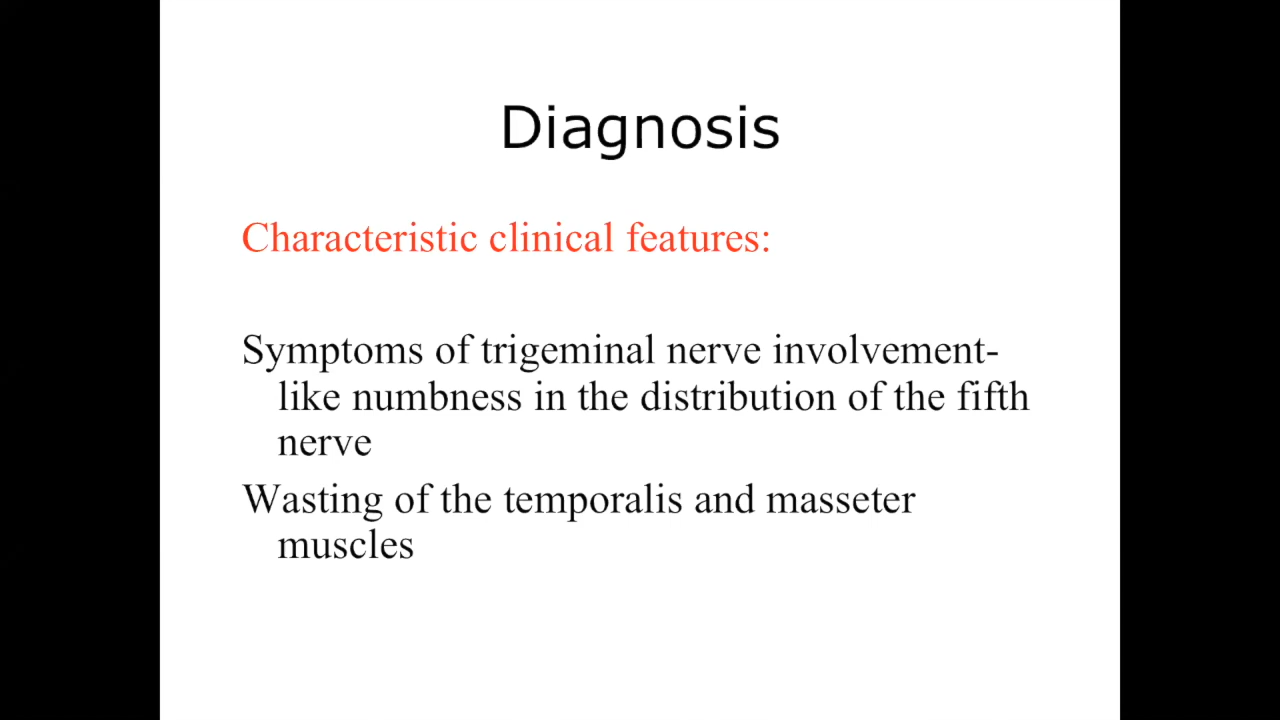 Diagnosis
Characteristic clinical features:
Symptoms of trigeminal nerve involvement-
like numbness in the distribution of the fifth
nerve
Wasting of the temporalis and masseter
muscles